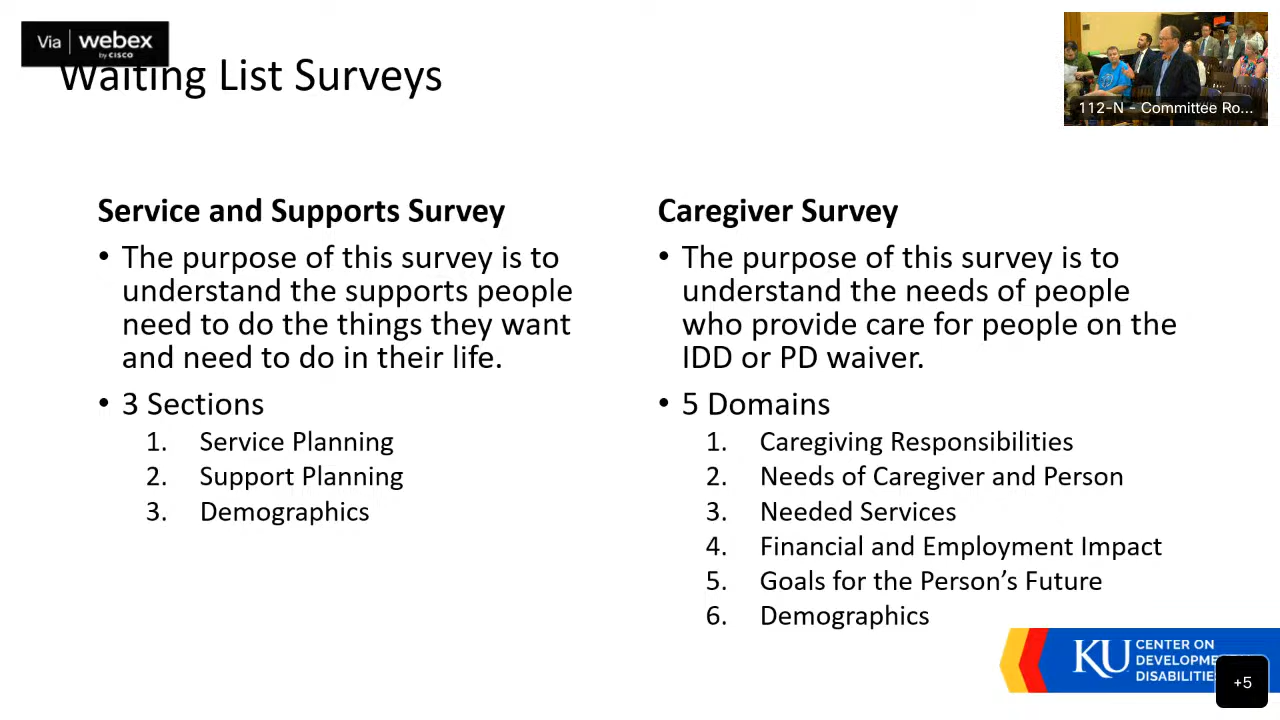 Via webex
by CISCO
Waiting List Surveys
112-N - Committee Ro...
Service and Supports Survey
• The purpose of this survey is to
understand the supports people
need to do the things they want
and need to do in their life.
• 3 Sections
1. Service Planning
2. Support Planning
3. Demographics
Caregiver Survey
• The purpose of this survey is to
understand the needs of people
who provide care for people on the
IDD or PD waiver.
• 5 Domains
1. Caregiving Responsibilities
2. Needs of Caregiver and Person
3. Needed Services
4. Financial and Employment Impact
5. Goals for the Person’s Future
6. Demographics
KU CENTER ON
DEVELOPMENT
DISABILITIE
+5